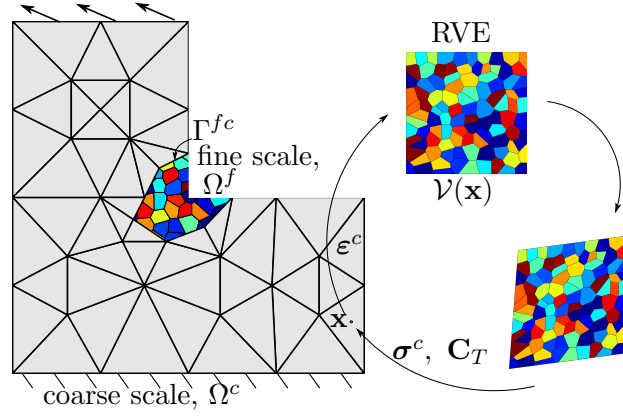 RVE
Γ^{fc}
fine scale,
Ω^f
𝒱(𝐱)
ε^c
𝐱·
σ^c, 𝐂_T
coarse scale, Ω^c